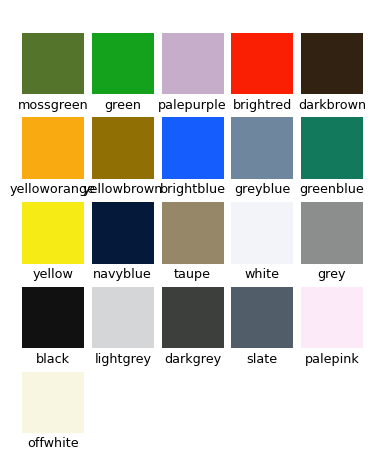 mossgreen green palepurple brightred darkbrown
yelloworange yellowbrown brightblue greyblue greenblue
yellow navyblue taupe white grey
black lightgrey darkgrey slate palepink
offwhite